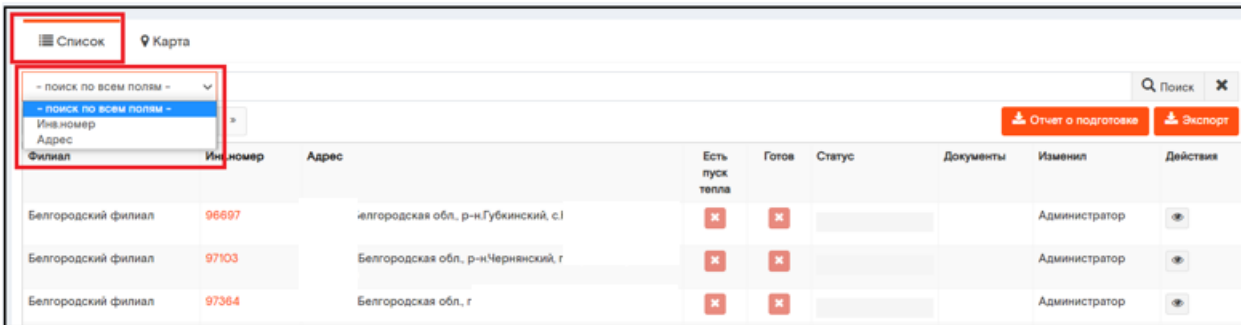 Список Карта
- поиск по всем полям - Поиск
- поиск по всем полям -
Инв.номер » Отчет о подготовке Экспорт
Адрес
Филиал Инв.номер Адрес Есть пуск тепла Готов Статус Документы Изменил Действия
Белгородский филиал 96697 елгородская обл., р-н.Губкинский, с. Администратор
Белгородский филиал 97103 Белгородская обл., р-н.Чернянский, г Администратор
Белгородский филиал 97364 Белгородская обл., г Администратор